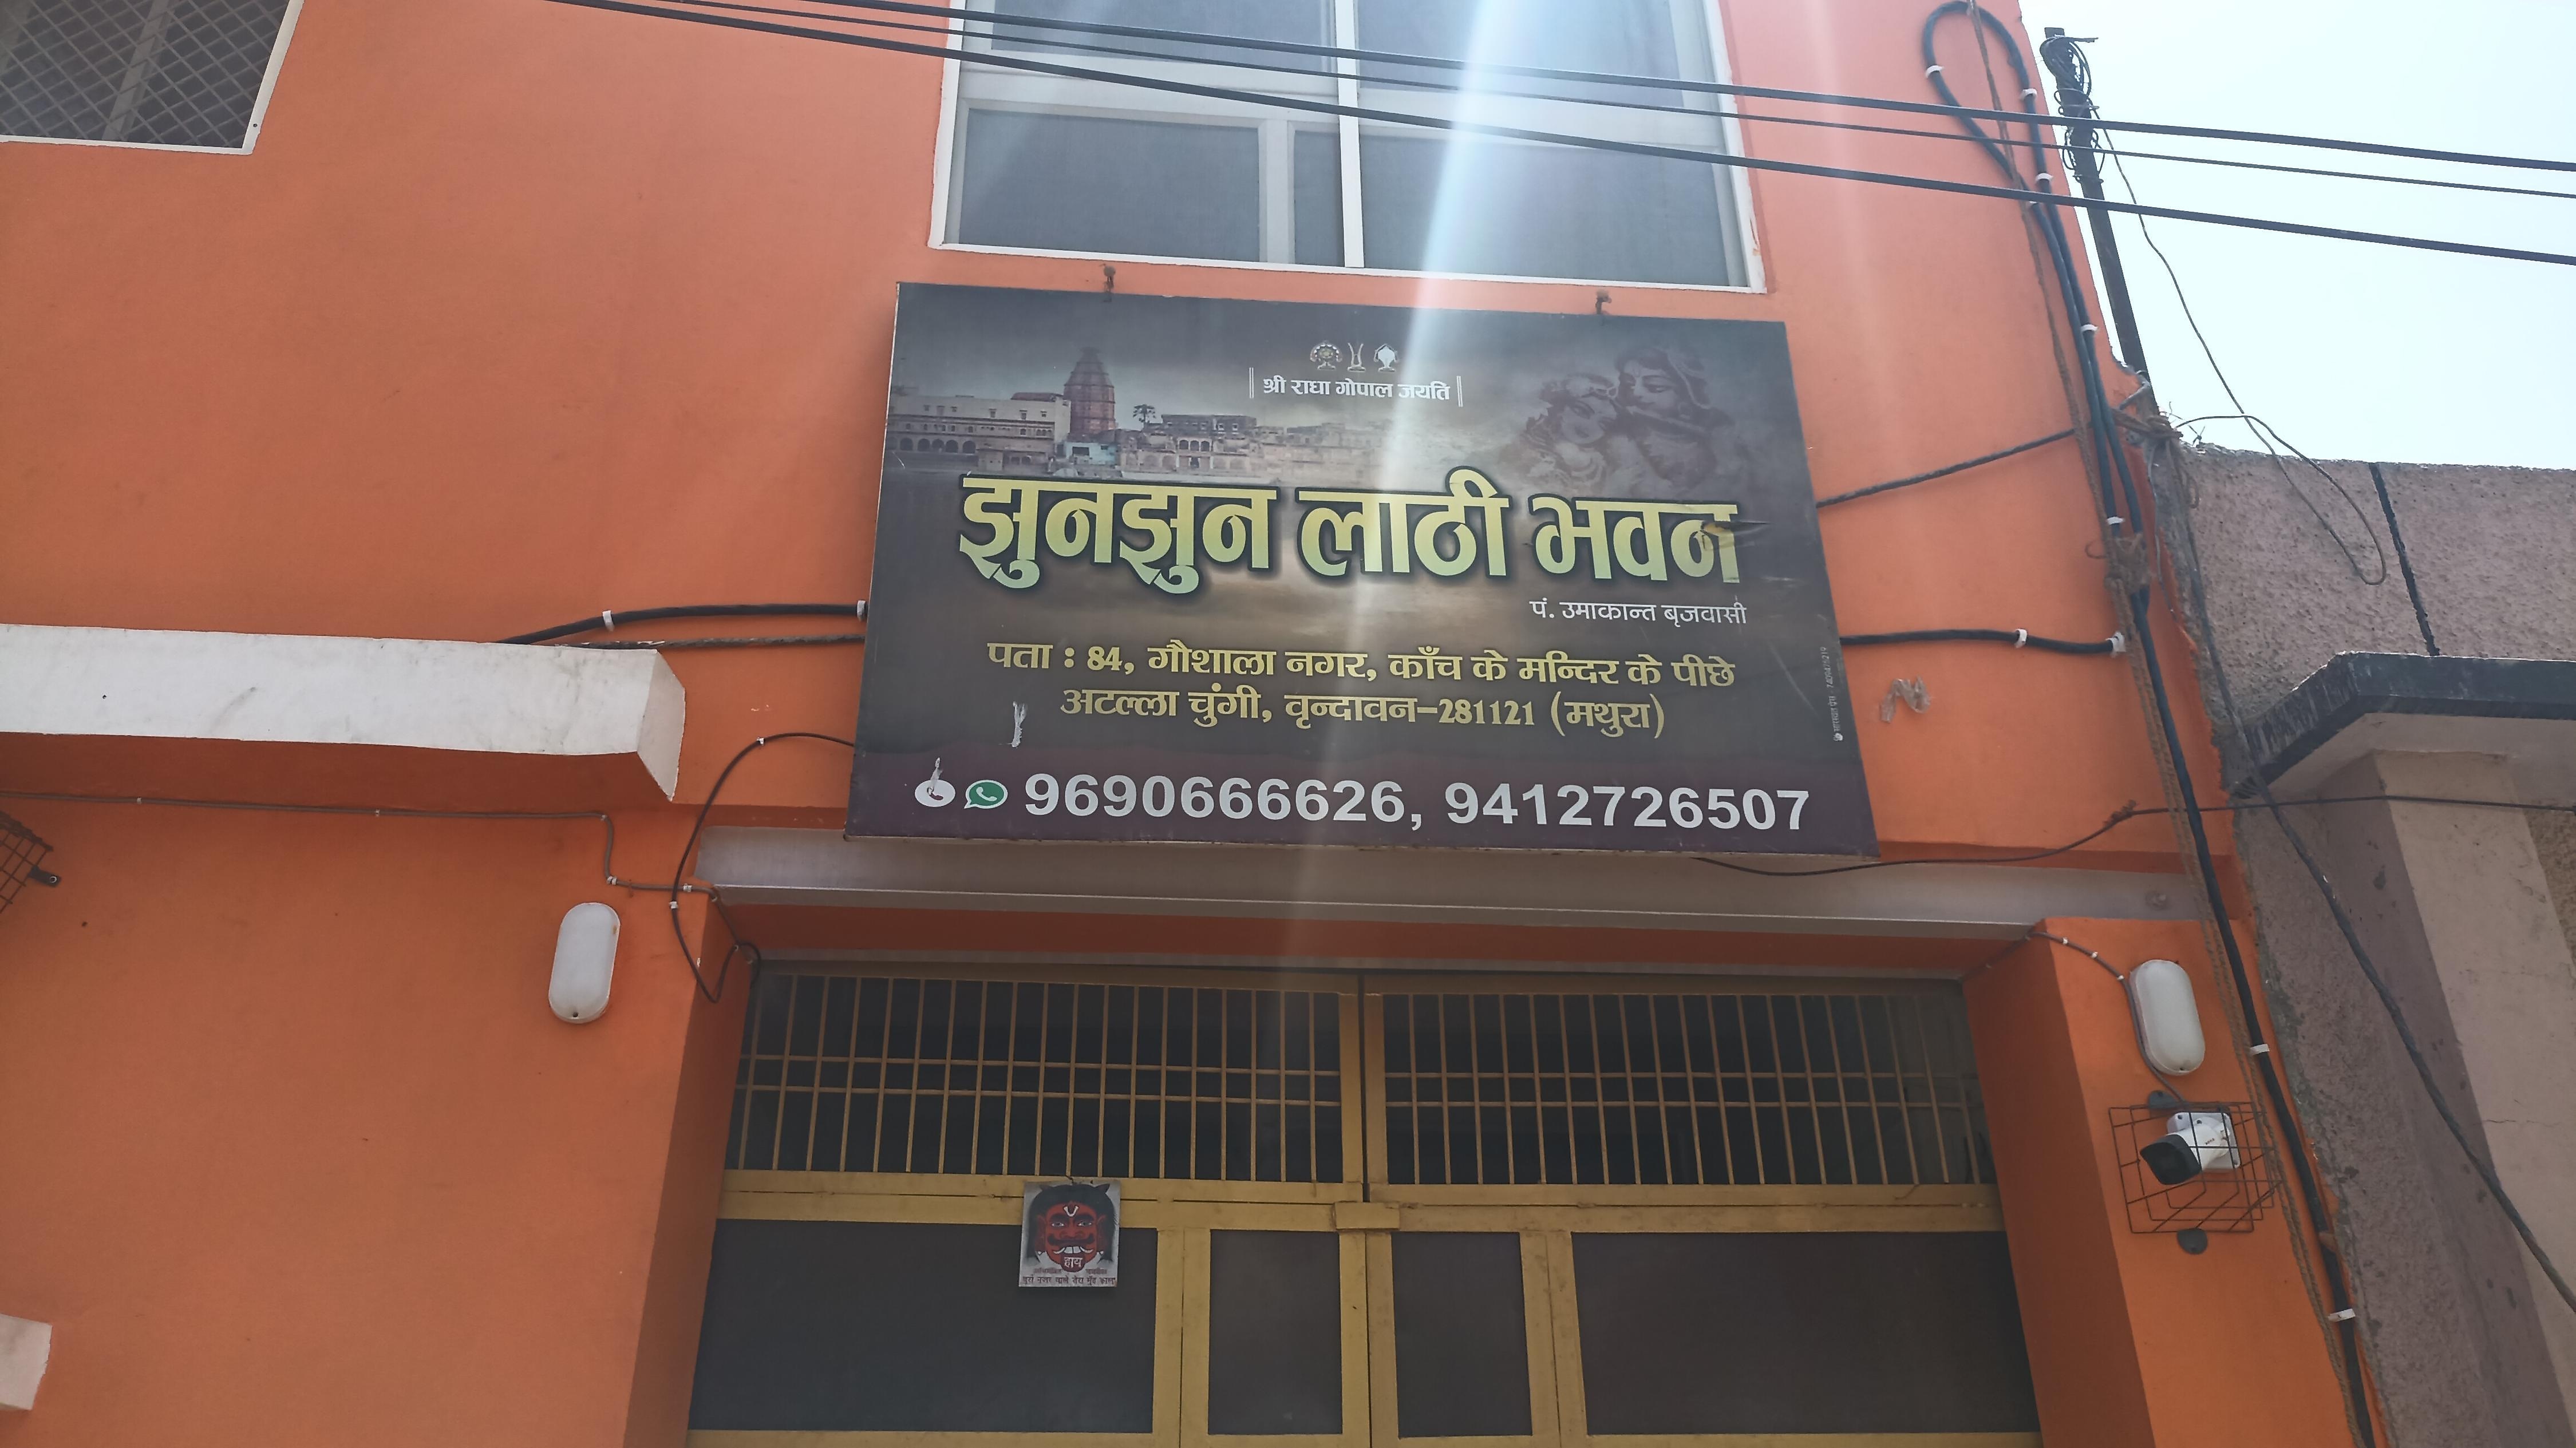 ॥ श्री राधा गोपाल जयति ॥
झुनझुन लाठी भवन
पं. उमाकान्त बृजवासी
पता : 84, गौशाला नगर, काँच के मन्दिर के पीछे
अटल्ला चुंगी, वृन्दावन-281121 (मथुरा)
9690666626, 9412726507
हाय